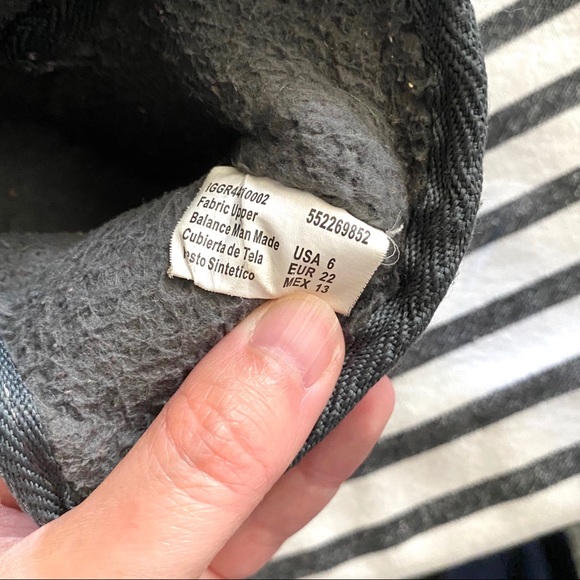 552269852
Fabric Upper
Balance Man Made
Cubierta de Tela
esto Sintetico
USA 6
EUR 22
MEX 13